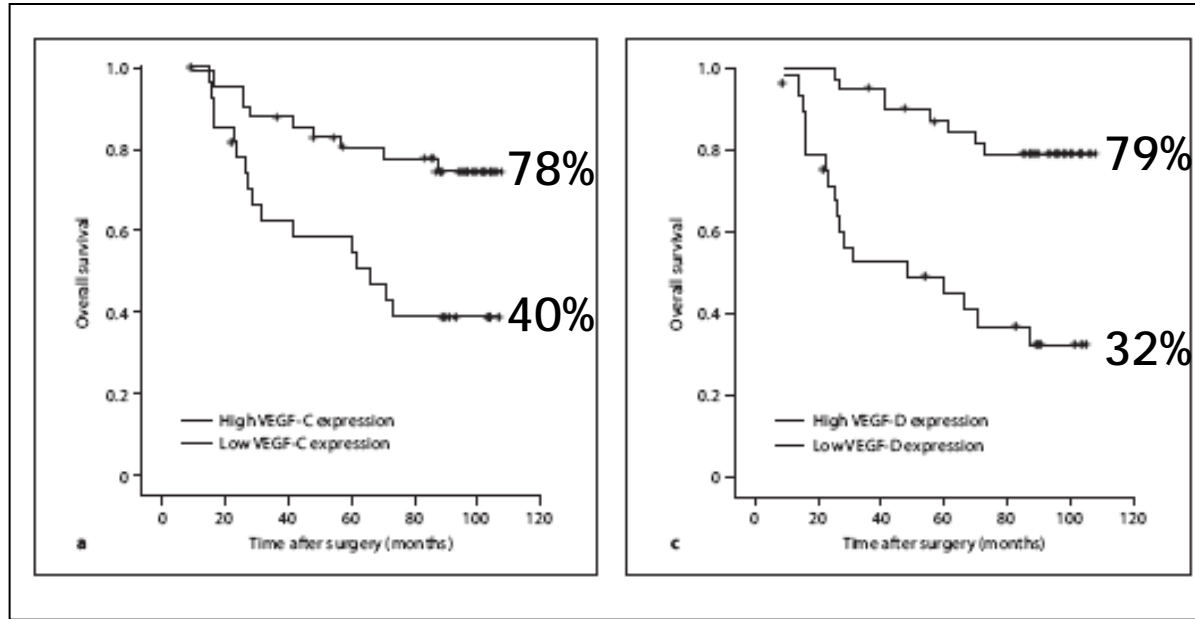 Overall survival
1.0
0.8
0.6
0.4
0.2
0
78%
40%
High VEGF-C expression
Low VEGF-C expression
0 20 40 60 80 100 120
a
Time after surgery (months)
Overall survival
1.0
0.8
0.6
0.4
0.2
0
79%
32%
High VEGF-D expression
Low VEGF-D expression
0 20 40 60 80 100 120
c
Time after surgery (months)